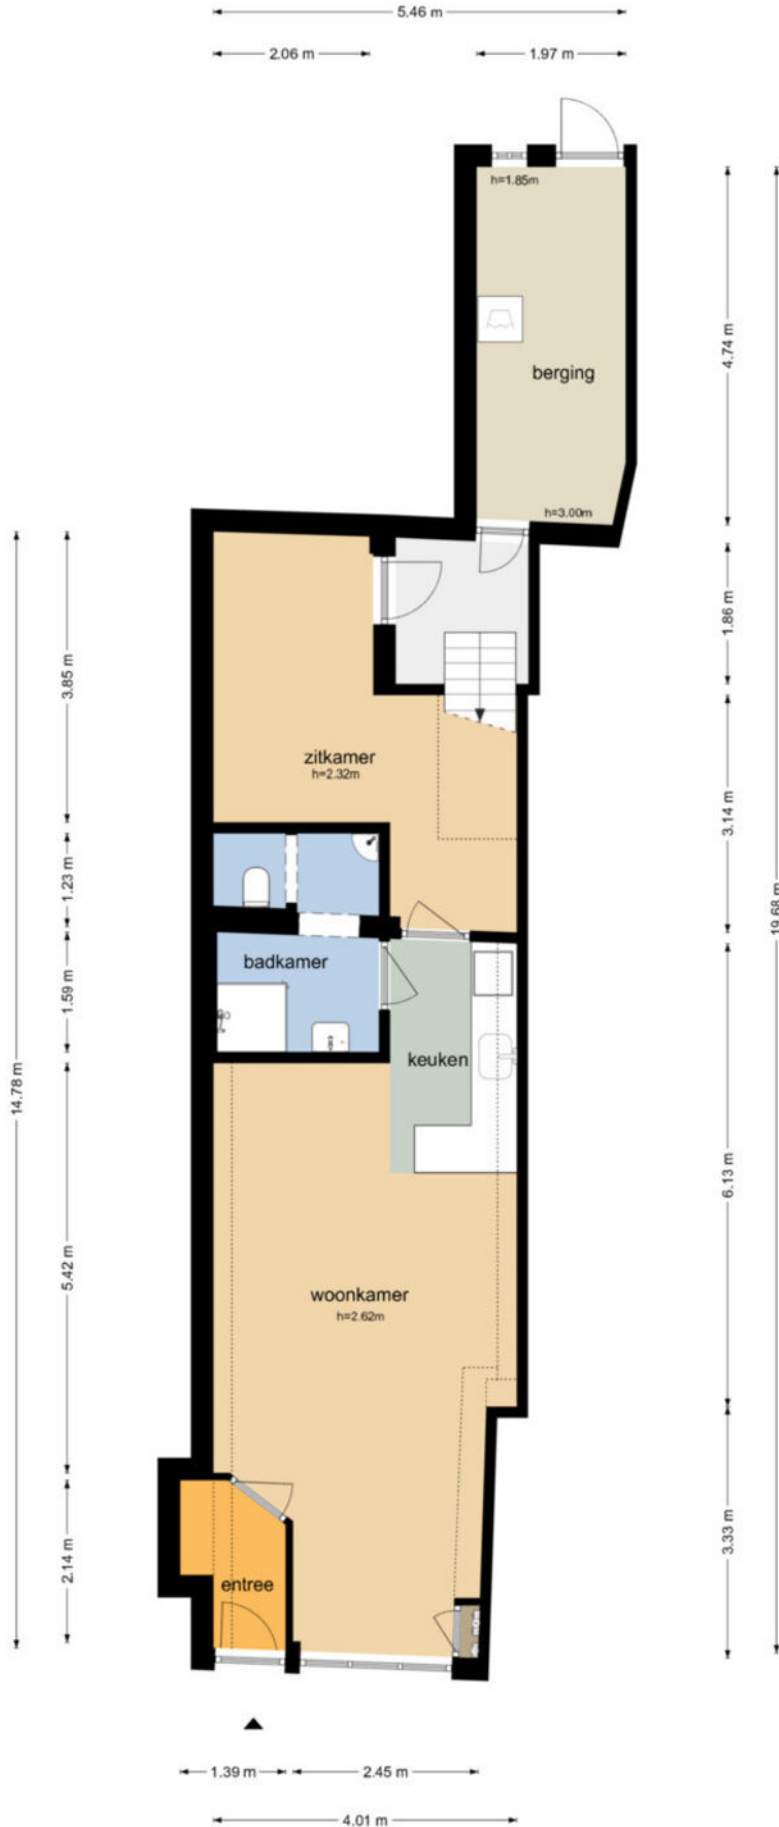 5.46 m
2.06 m
1.97 m
h=1.85m
4.74 m
berging
h=3.00m
1.86 m
3.85 m
zitkamer
h=2.32m
3.14 m
1.23 m
19.68 m
badkamer
1.59 m
keuken
14.78 m
6.13 m
5.42 m
woonkamer
h=2.62m
3.33 m
2.14 m
entree
1.39 m
2.45 m
4.01 m